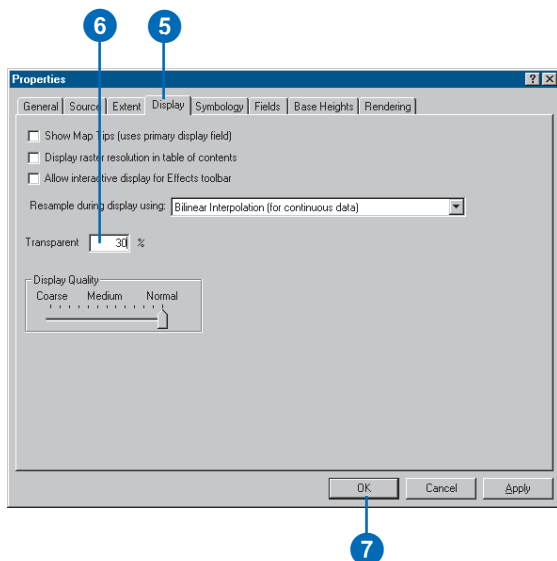 6 5
Properties
General Source Extent Display Symbology Fields Base Heights Rendering
Show Map Tips (uses primary display field)
Display raster resolution in table of contents
Allow interactive display for Effects toolbar
Resample during display using: Bilinear Interpolation (for continuous data)
Transparent 30 %
Display Quality
Coarse Medium Normal
OK Cancel Apply
7